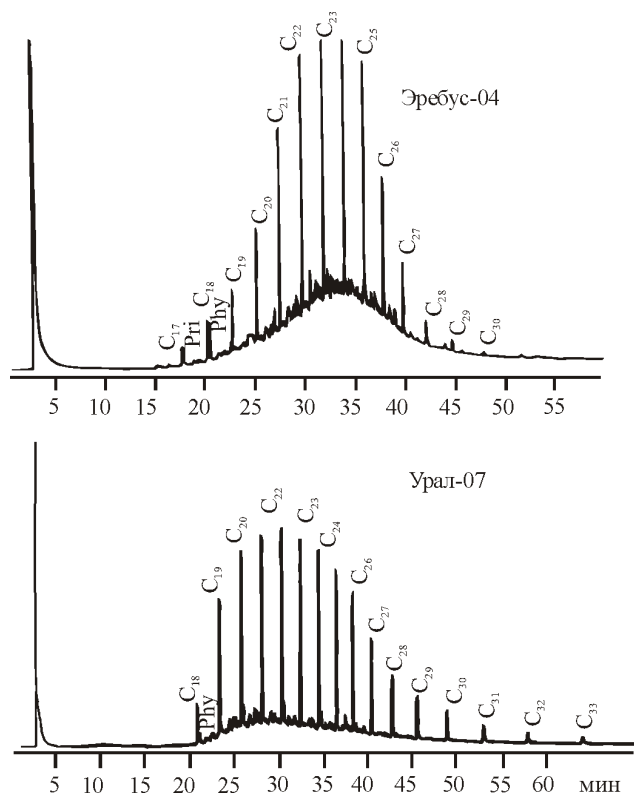 C₂₂
C₂₃
C₂₅
Эребус-04
C₂₁
C₂₆
C₂₀
C₂₇
C₁₉
C₁₈
Phy
Pri
C₁₇
C₂₈
C₂₉
C₃₀
5 10 15 20 25 30 35 40 45 50 55
Урал-07
C₂₂
C₂₃
C₂₀
C₂₄
C₁₉
C₂₆
C₂₇
C₁₈
Phy
C₂₈
C₂₉
C₃₀
C₃₁
C₃₂
C₃₃
5 10 15 20 25 30 35 40 45 50 55 60 мин